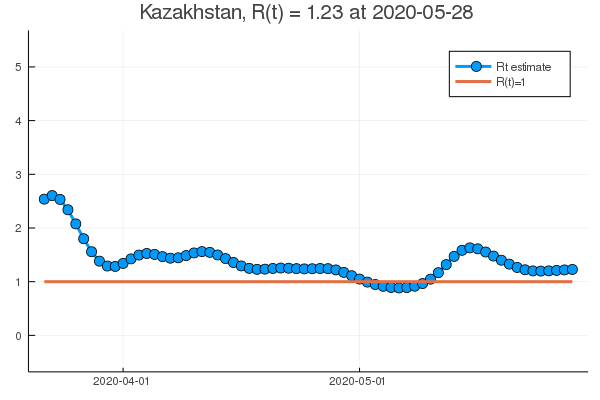 Kazakhstan, R(t) = 1.23 at 2020-05-28
5
Rt estimate
R(t)=1
4
3
2
1
0
2020-04-01
2020-05-01